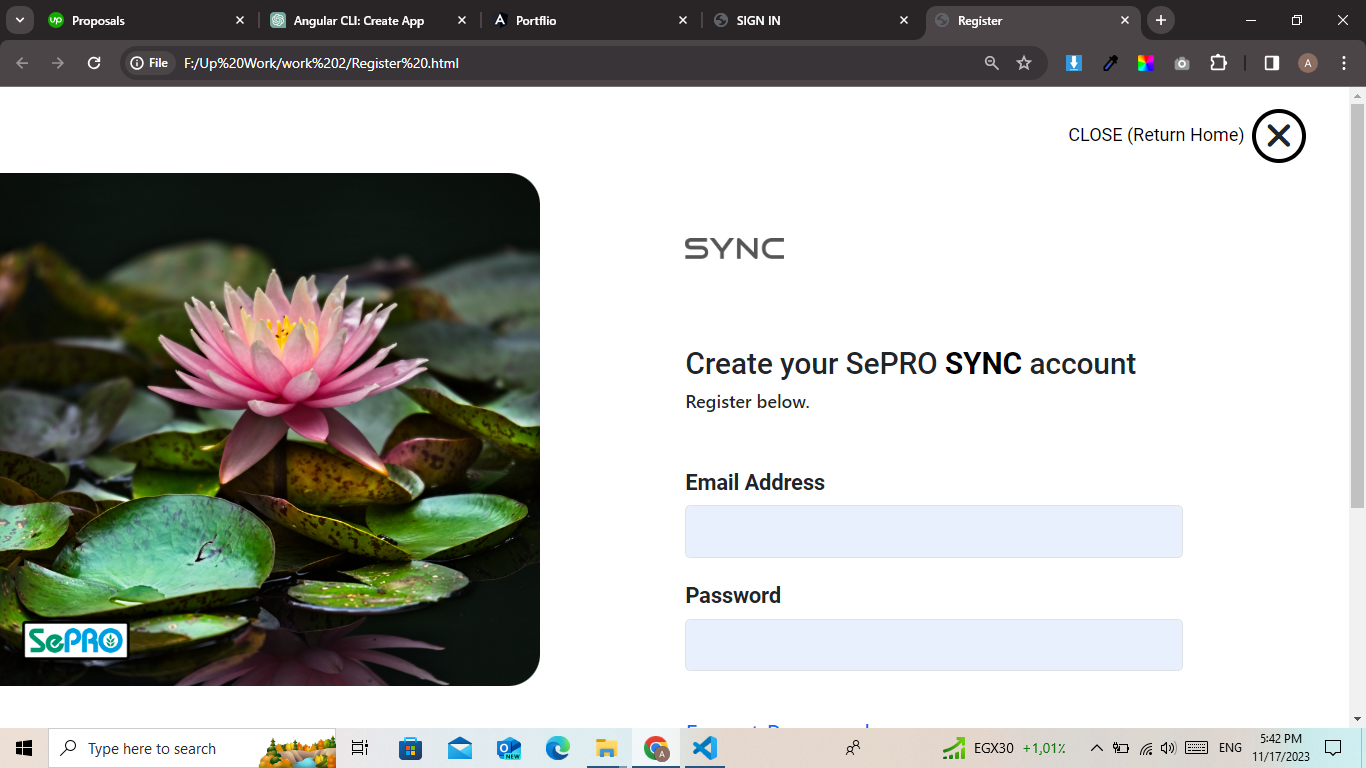 Proposals
Angular CLI: Create App
Portflio
SIGN IN
Register
File
F:/Up%20Work/work%202/Register%20.html
A
CLOSE (Return Home)
SYNC
Create your SePRO SYNC account
Register below.
Email Address
Password
SePRO
Type here to search
NEW
A
EGX30 +1,01%
ENG
5:42 PM
11/17/2023